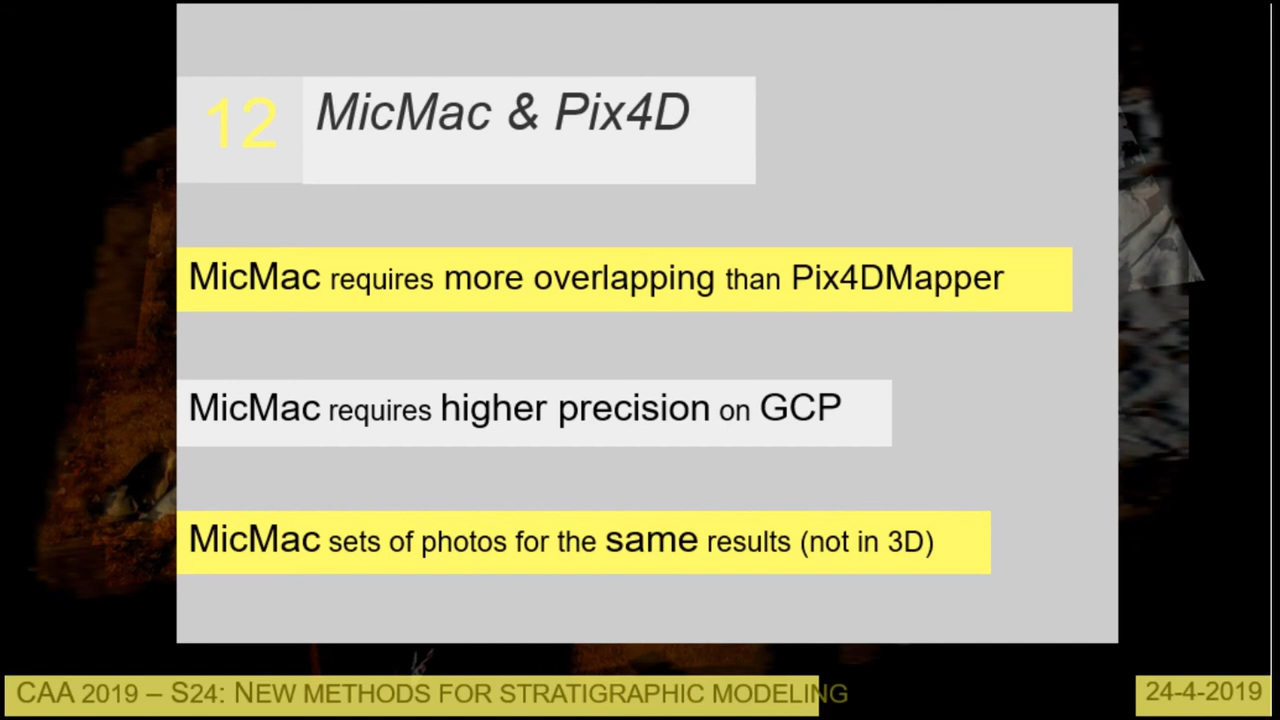 12
MicMac & Pix4D
MicMac requires more overlapping than Pix4DMapper
MicMac requires higher precision on GCP
MicMac sets of photos for the same results (not in 3D)
CAA 2019 – S24: NEW METHODS FOR STRATIGRAPHIC MODELING
24-4-2019